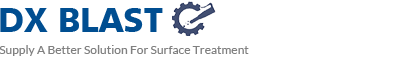 DX BLAST
Supply A Better Solution For Surface Treatment